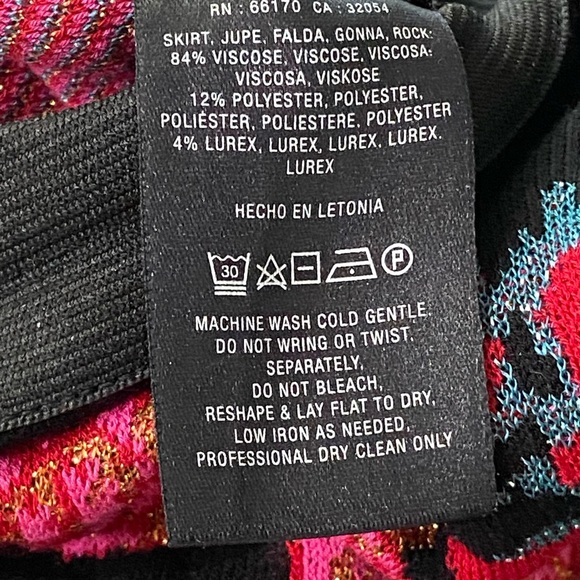 RN : 66170 CA : 32054
SKIRT, JUPE, FALDA, GONNA, ROCK:
84% VISCOSE, VISCOSE, VISCOSA:
VISCOSA, VISKOSE
12% POLYESTER, POLYESTER,
POLIÉSTER, POLIESTERE, POLYESTER
4% LUREX, LUREX, LUREX, LUREX.
LUREX
HECHO EN LETONIA
30 P
MACHINE WASH COLD GENTLE.
DO NOT WRING OR TWIST.
SEPARATELY,
DO NOT BLEACH,
RESHAPE & LAY FLAT TO DRY,
LOW IRON AS NEEDED,
PROFESSIONAL DRY CLEAN ONLY